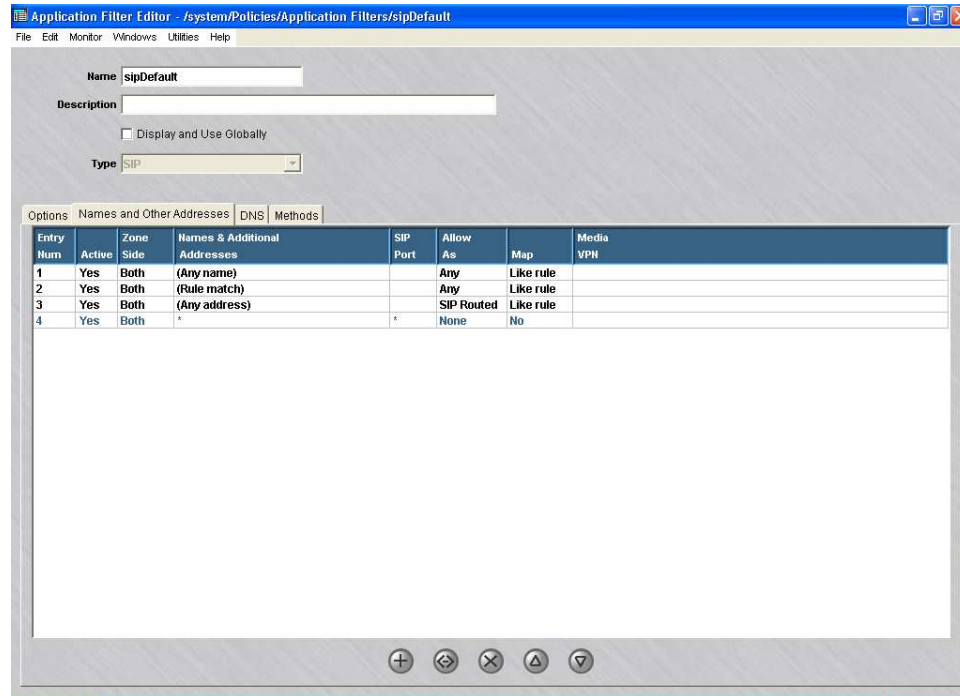 Application Filter Editor - /system/Policies/Application Filters/sipDefault
File Edit Monitor Windows Utilities Help
Name sipDefault
Description
Display and Use Globally
Type SIP
Options Names and Other Addresses DNS Methods
Entry Num Active Zone Side Names & Additional Addresses SIP Port Allow As Map Media VPN
1 Yes Both (Any name) Any Like rule
2 Yes Both (Rule match) Any Like rule
3 Yes Both (Any address) SIP Routed Like rule
4 Yes Both * * None No